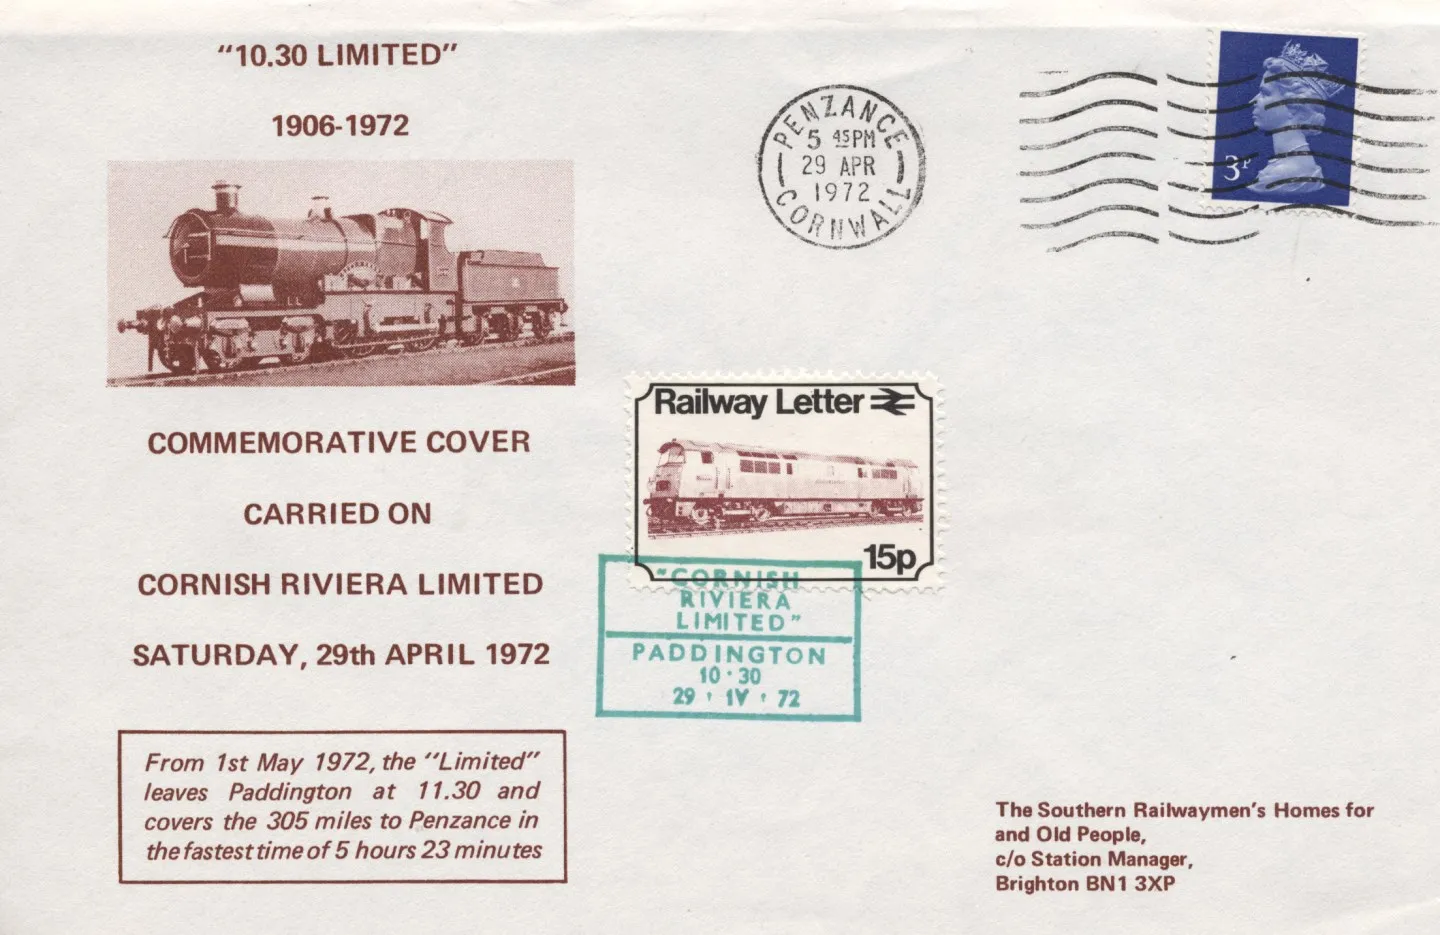 "10.30 LIMITED"
1906-1972
COMMEMORATIVE COVER
CARRIED ON
CORNISH RIVIERA LIMITED
SATURDAY, 29th APRIL 1972
From 1st May 1972, the "Limited"
leaves Paddington at 11.30 and
covers the 305 miles to Penzance in
the fastest time of 5 hours 23 minutes
PENZANCE
5 45PM
29 APR
1972
CORNWALL
3P
Railway Letter
15p
"CORNISH
RIVIERA
LIMITED"
PADDINGTON
10·30
29 · IV · 72
The Southern Railwaymen's Homes for
and Old People,
c/o Station Manager,
Brighton BN1 3XP